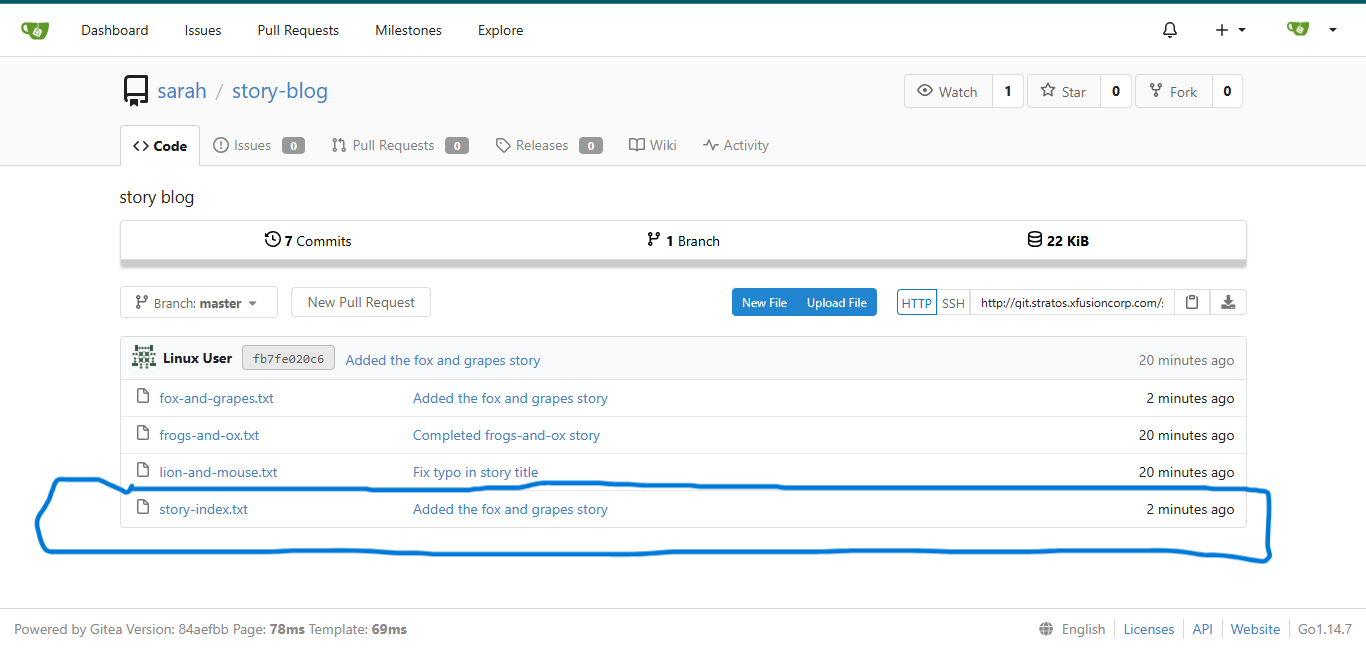 Dashboard Issues Pull Requests Milestones Explore
sarah / story-blog Watch 1 Star 0 Fork 0
Code Issues 0 Pull Requests 0 Releases 0 Wiki Activity
story blog
7 Commits 1 Branch 22 KiB
Branch: master New Pull Request New File Upload File HTTP SSH http://git.stratos.xfusioncorp.com/s
Linux User fb7fe020c6 Added the fox and grapes story 20 minutes ago
fox-and-grapes.txt Added the fox and grapes story 2 minutes ago
frogs-and-ox.txt Completed frogs-and-ox story 20 minutes ago
lion-and-mouse.txt Fix typo in story title 20 minutes ago
story-index.txt Added the fox and grapes story 2 minutes ago
Powered by Gitea Version: 84aefbb Page: 78ms Template: 69ms English Licenses API Website Go1.14.7